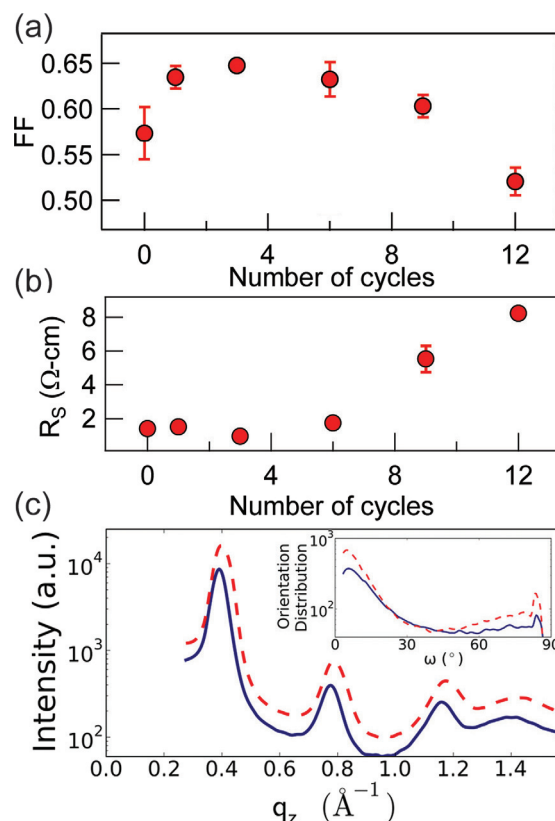 (a)
FF
0.65
0.60
0.55
0.50
0 4 8 12
Number of cycles
(b)
R_S (Ω-cm)
8
6
4
2
0 4 8 12
Number of cycles
(c)
Intensity (a.u.)
10^4
10^3
10^2
0.0 0.2 0.4 0.6 0.8 1.0 1.2 1.4
q_z (Å^-1)
Orientation
Distribution
10^3
10^2
0 30 60 90
ω (°)